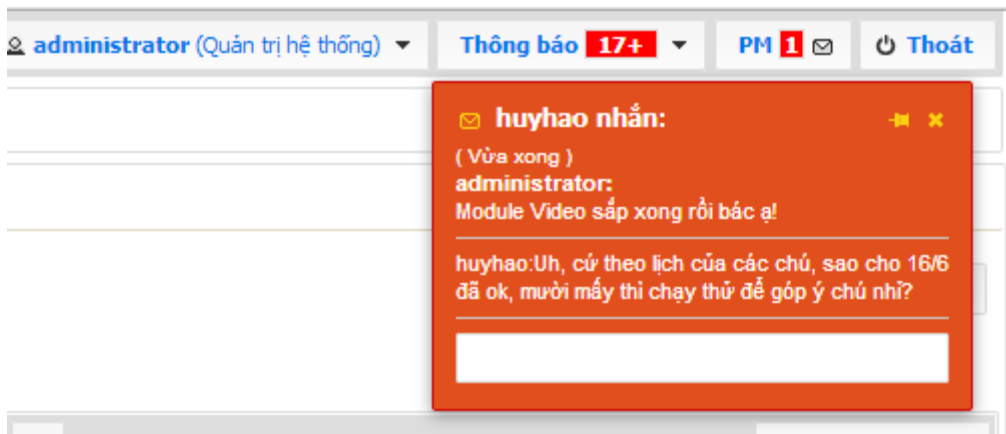 administrator (Quản trị hệ thống) Thông báo 17+ PM 1 Thoát
huyhao nhắn:
( Vừa xong )
administrator:
Module Video sắp xong rồi bác ạ!
huyhao:Uh, cứ theo lịch của các chú, sao cho 16/6
đã ok, mười mấy thì chạy thử để góp ý chú nhỉ?